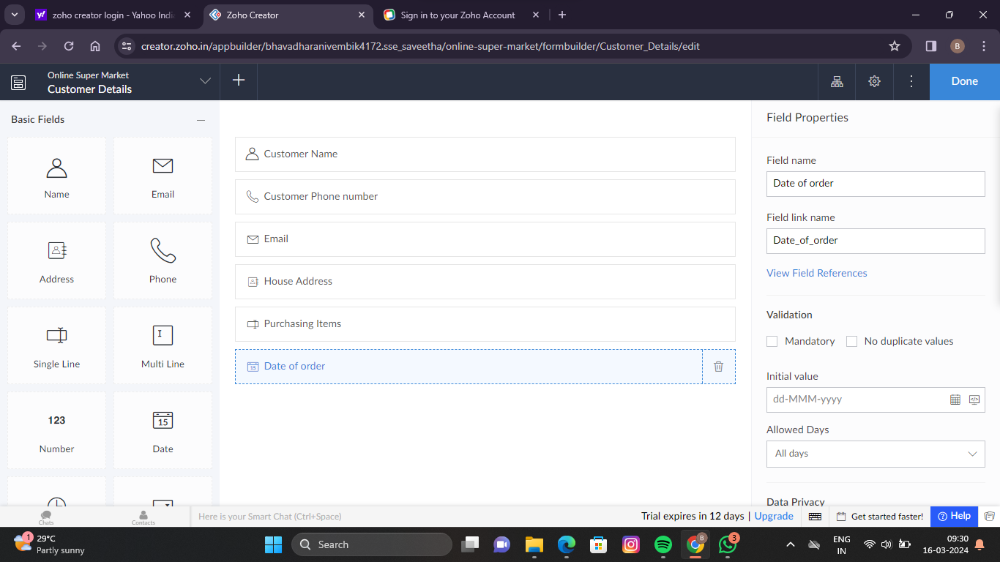 zoho creator login - Yahoo Indi
Zoho Creator
Sign in to your Zoho Account
creator.zoho.in/appbuilder/bhavadharanivembik4172.sse_saveetha/online-super-market/formbuilder/Customer_Details/edit
B
Online Super Market
Customer Details
Done
Basic Fields
Name
Email
Address
Phone
Single Line
Multi Line
123
Number
15
Date
Customer Name
Customer Phone number
Email
House Address
Purchasing Items
15
Date of order
Field Properties
Field name
Date of order
Field link name
Date_of_order
View Field References
Validation
Mandatory
No duplicate values
Initial value
dd-MMM-yyyy
Allowed Days
All days
Data Privacy
Chats
Contacts
Here is your Smart Chat (Ctrl+Space)
Trial expires in 12 days | Upgrade
Get started faster!
Help
1
29°C
Partly sunny
Search
B
3
ENG
IN
09:30
16-03-2024